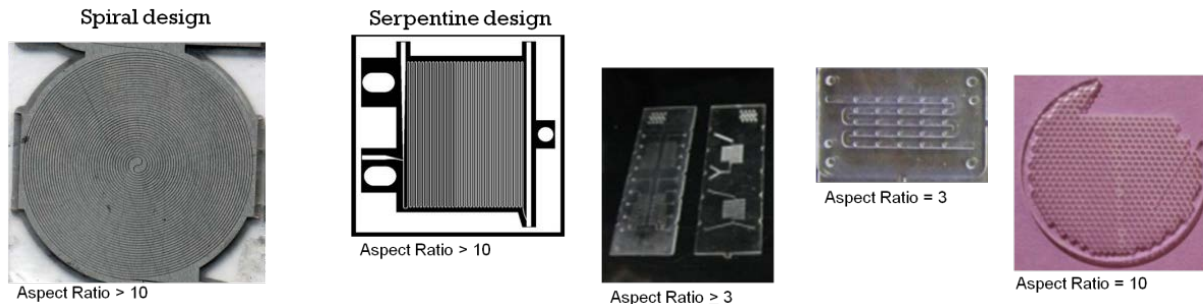 Spiral design
Serpentine design
Aspect Ratio > 10
Aspect Ratio > 10
Aspect Ratio > 3
Aspect Ratio = 3
Aspect Ratio = 10